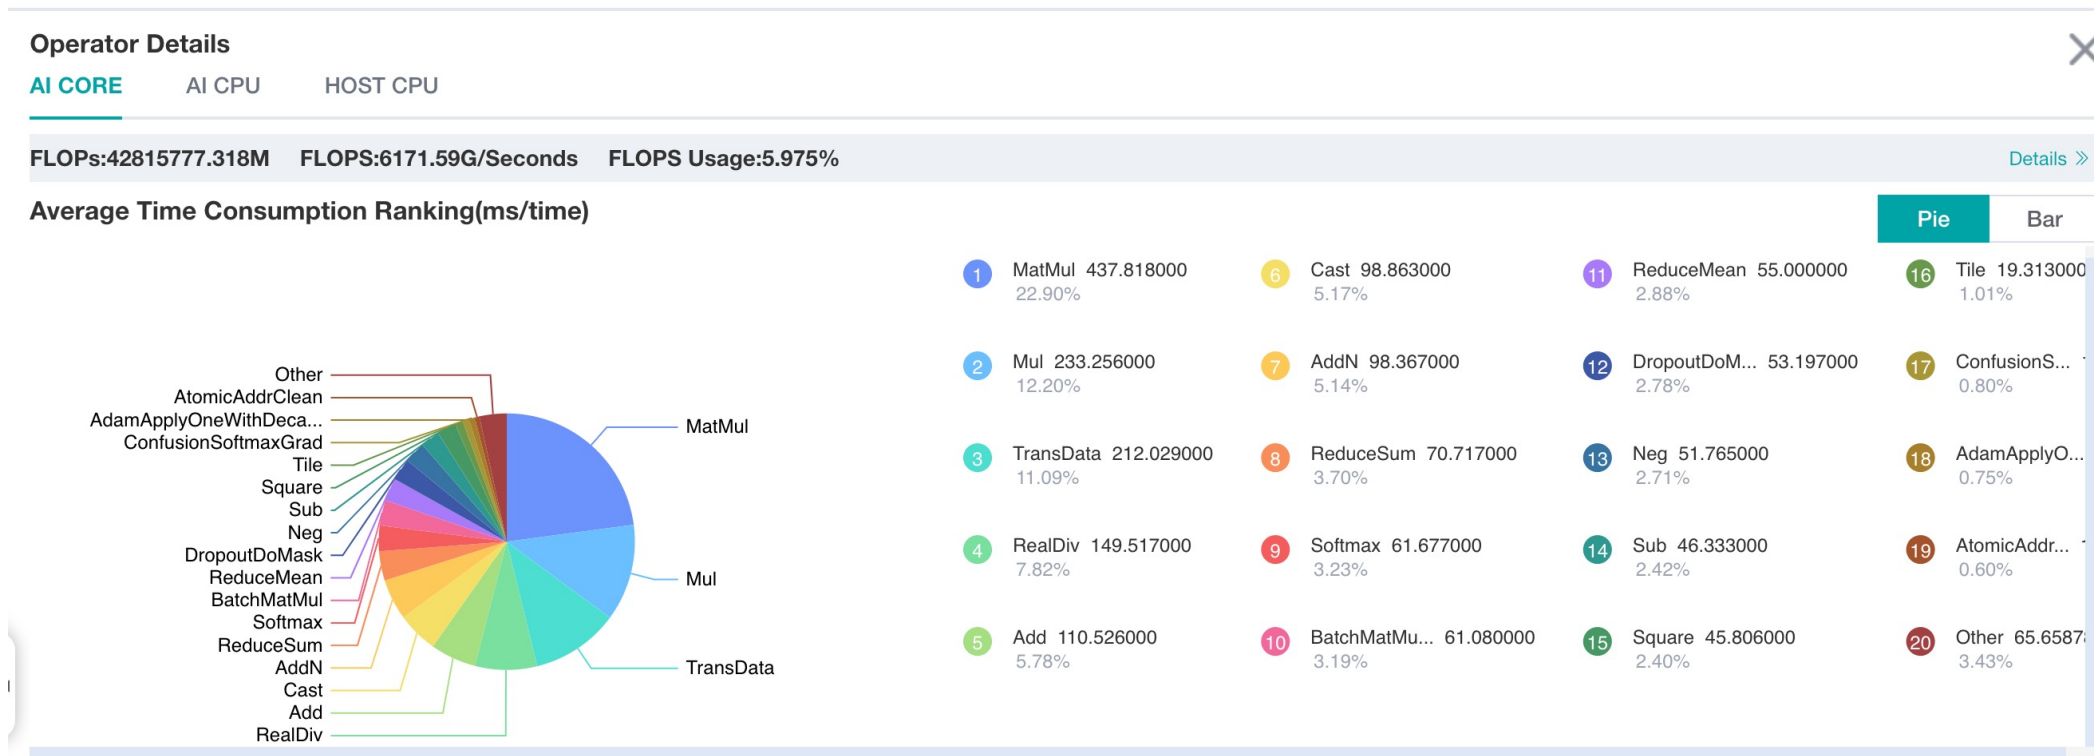 Operator Details
AI CORE AI CPU HOST CPU
FLOPs:42815777.318M FLOPS:6171.59G/Seconds FLOPS Usage:5.975%
Details
Average Time Consumption Ranking(ms/time)
Pie Bar
Other
AtomicAddrClean
AdamApplyOneWithDeca...
ConfusionSoftmaxGrad
Tile
Square
Sub
Neg
DropoutDoMask
ReduceMean
BatchMatMul
Softmax
ReduceSum
AddN
Cast
Add
RealDiv
MatMul
Mul
TransData
1 MatMul 437.818000
22.90%
2 Mul 233.256000
12.20%
3 TransData 212.029000
11.09%
4 RealDiv 149.517000
7.82%
5 Add 110.526000
5.78%
6 Cast 98.863000
5.17%
7 AddN 98.367000
5.14%
8 ReduceSum 70.717000
3.70%
9 Softmax 61.677000
3.23%
10 BatchMatMu... 61.080000
3.19%
11 ReduceMean 55.000000
2.88%
12 DropoutDoM... 53.197000
2.78%
13 Neg 51.765000
2.71%
14 Sub 46.333000
2.42%
15 Square 45.806000
2.40%
16 Tile 19.313000
1.01%
17 ConfusionS...
0.80%
18 AdamApplyO...
0.75%
19 AtomicAddr...
0.60%
20 Other 65.6587
3.43%